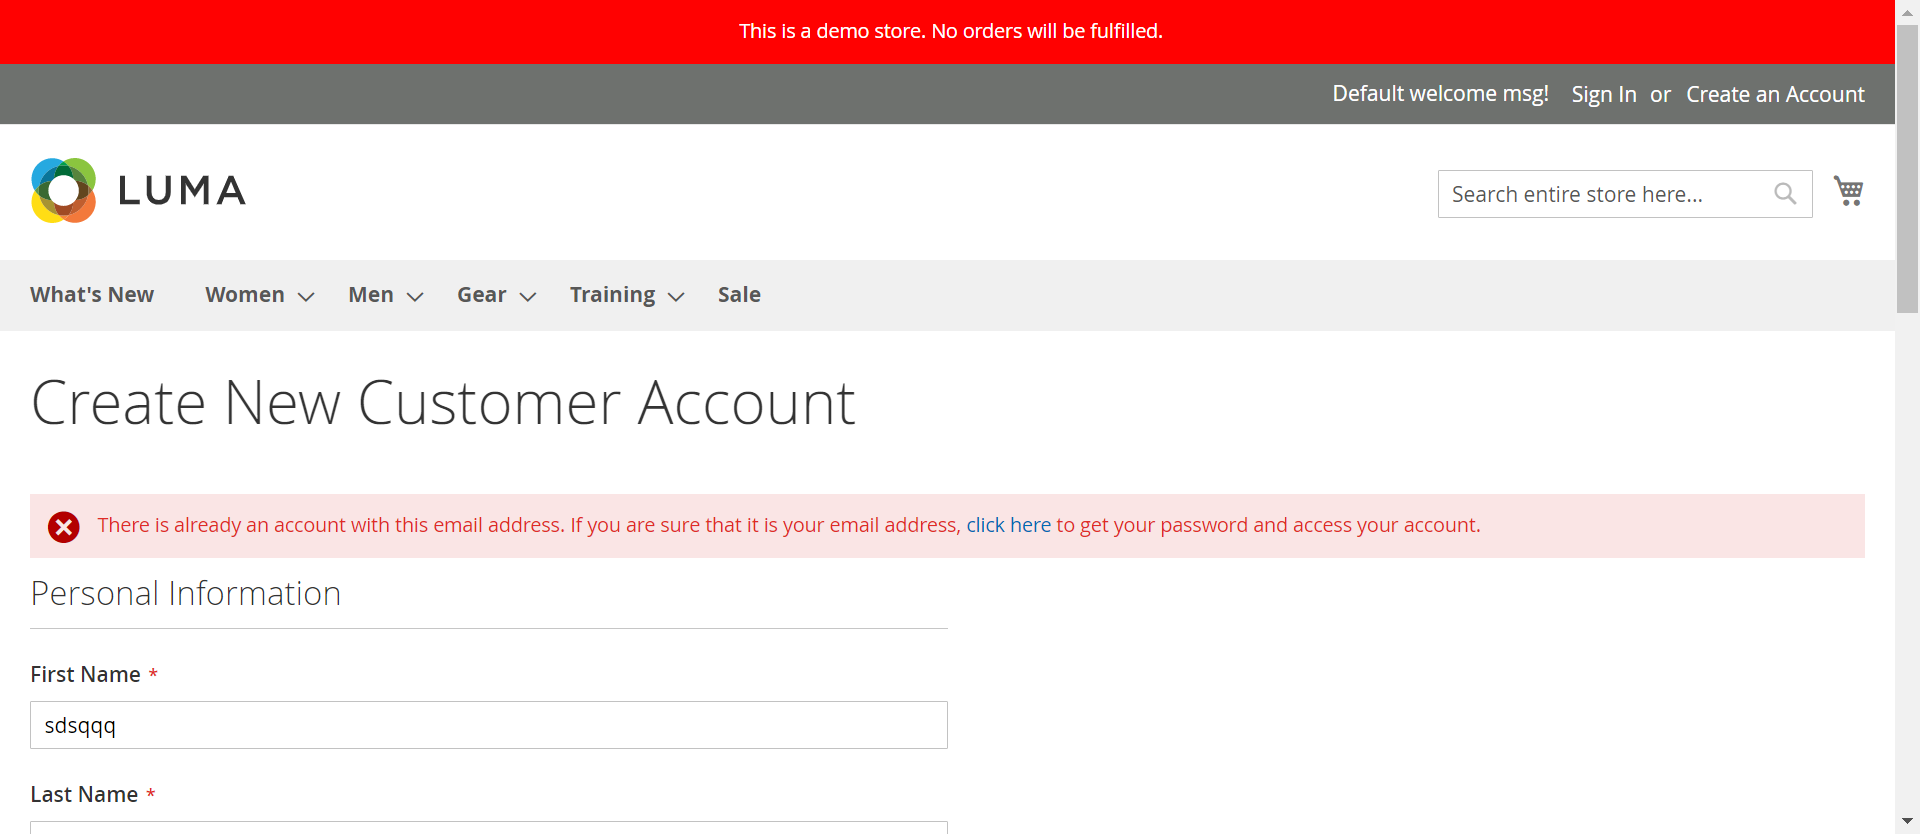 This is a demo store. No orders will be fulfilled.
Default welcome msg! Sign In or Create an Account
LUMA
Search entire store here...
What's New Women Men Gear Training Sale
Create New Customer Account
There is already an account with this email address. If you are sure that it is your email address, click here to get your password and access your account.
Personal Information
First Name *
sdsqqq
Last Name *